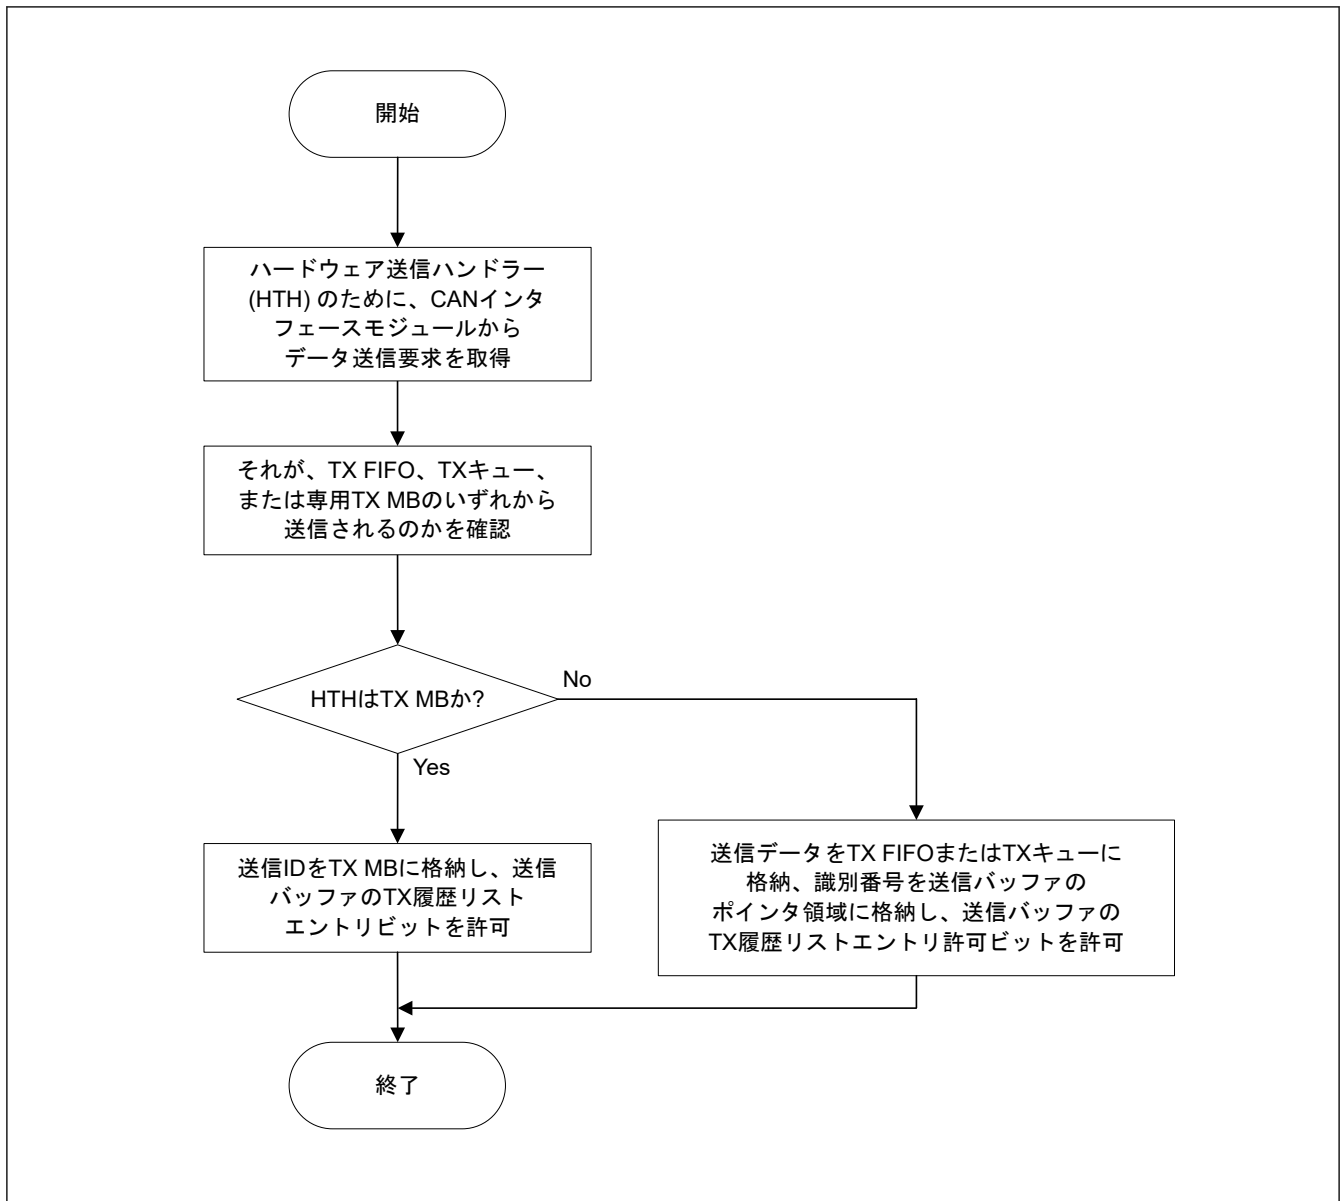 開始
ハードウェア送信ハンドラー
(HTH) のために、CANインタ
フェースモジュールから
データ送信要求を取得
それが、TX FIFO、TXキュー、
または専用TX MBのいずれから
送信されるのかを確認
HTHはTX MBか?
No
Yes
送信IDをTX MBに格納し、送信
バッファのTX履歴リスト
エントリビットを許可
送信データをTX FIFOまたはTXキューに
格納、識別番号を送信バッファの
ポインタ領域に格納し、送信バッファの
TX履歴リストエントリ許可ビットを許可
終了